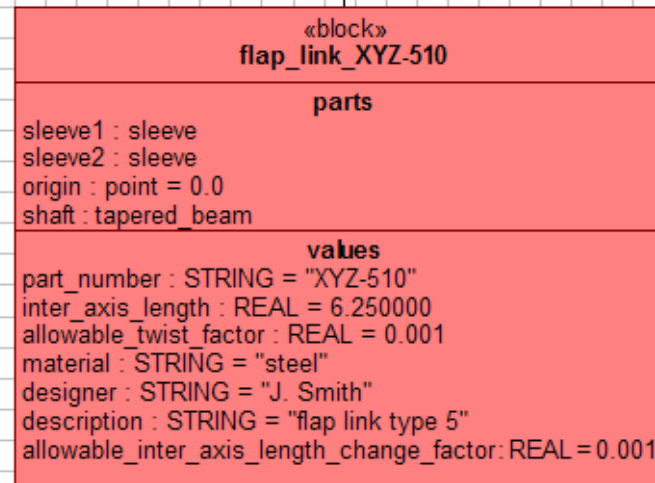 «block»
flap_link_XYZ-510
parts
sleeve1 : sleeve
sleeve2 : sleeve
origin : point = 0.0
shaft : tapered_beam
values
part_number : STRING = "XYZ-510"
inter_axis_length : REAL = 6.250000
allowable_twist_factor : REAL = 0.001
material : STRING = "steel"
designer : STRING = "J. Smith"
description : STRING = "flap link type 5"
allowable_inter_axis_length_change_factor: REAL = 0.001